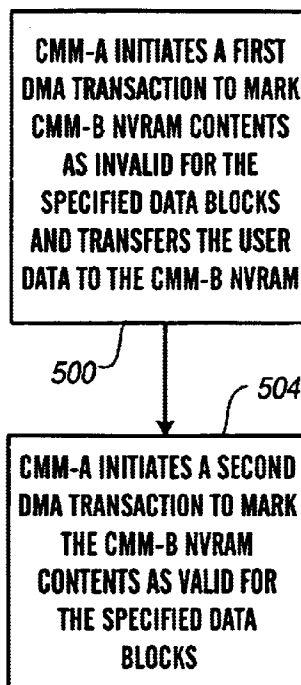 CMM-A INITIATES A FIRST
DMA TRANSACTION TO MARK
CMM-B NVRAM CONTENTS
AS INVALID FOR THE
SPECIFIED DATA BLOCKS
AND TRANSFERS THE USER
DATA TO THE CMM-B NVRAM
500
504
CMM-A INITIATES A SECOND
DMA TRANSACTION TO MARK
THE CMM-B NVRAM
CONTENTS AS VALID FOR
THE SPECIFIED DATA
BLOCKS